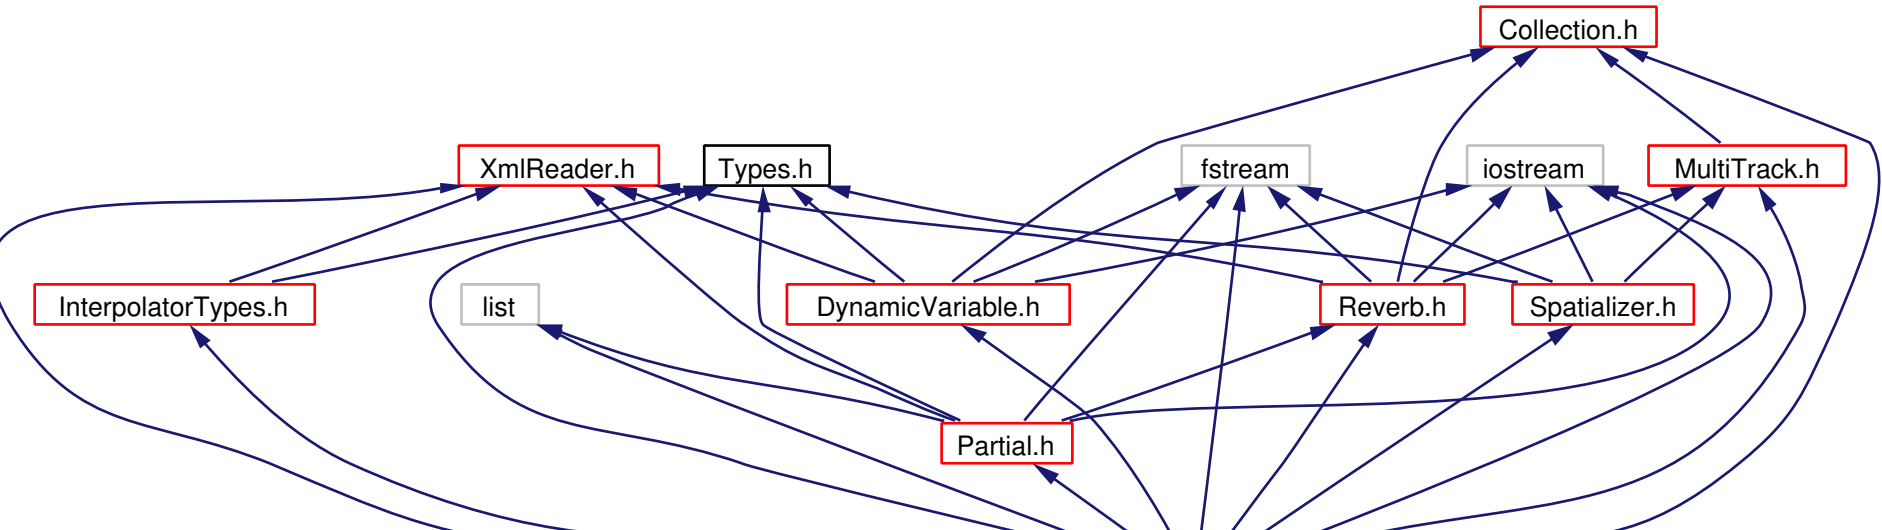 Collection.h
XmlReader.h
Types.h
fstream
iostream
MultiTrack.h
InterpolatorTypes.h
list
DynamicVariable.h
Reverb.h
Spatializer.h
Partial.h